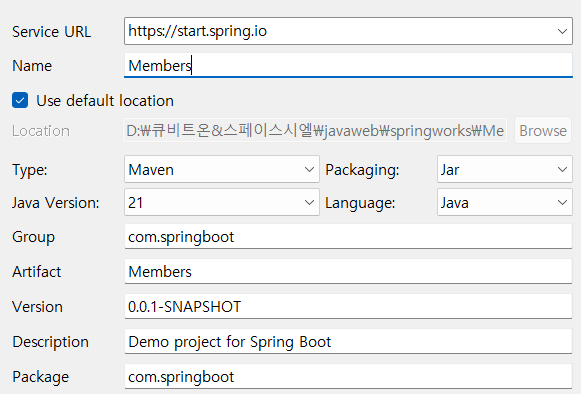 Service URL https://start.spring.io
Name Members
Use default location
Location D:₩큐비트온&스페이스시엘₩javaweb₩springworks₩Me Browse
Type: Maven Packaging: Jar
Java Version: 21 Language: Java
Group com.springboot
Artifact Members
Version 0.0.1-SNAPSHOT
Description Demo project for Spring Boot
Package com.springboot